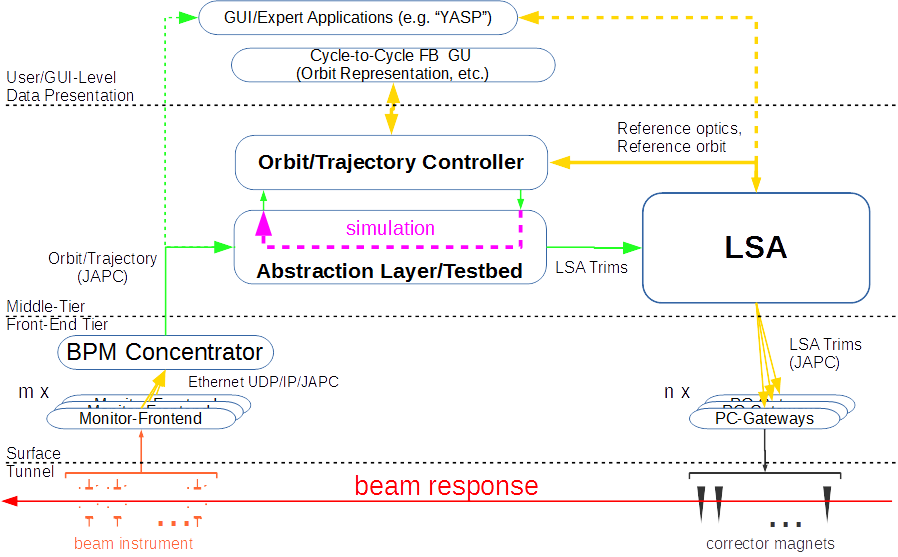 GUI/Expert Applications (e.g. “YASP”)
Cycle-to-Cycle FB GU
(Orbit Representation, etc.)
User/GUI-Level
Data Presentation
Reference optics,
Reference orbit
Orbit/Trajectory Controller
simulation
LSA
Orbit/Trajectory
(JAPC)
Abstraction Layer/Testbed
LSA Trims
Middle-Tier
Front-End Tier
BPM Concentrator
LSA Trims
(JAPC)
Ethernet UDP/IP/JAPC
m x
n x
Monitor-Frontend
PC-Gateways
Surface
Tunnel
beam response
...
...
beam instrument
corrector magnets